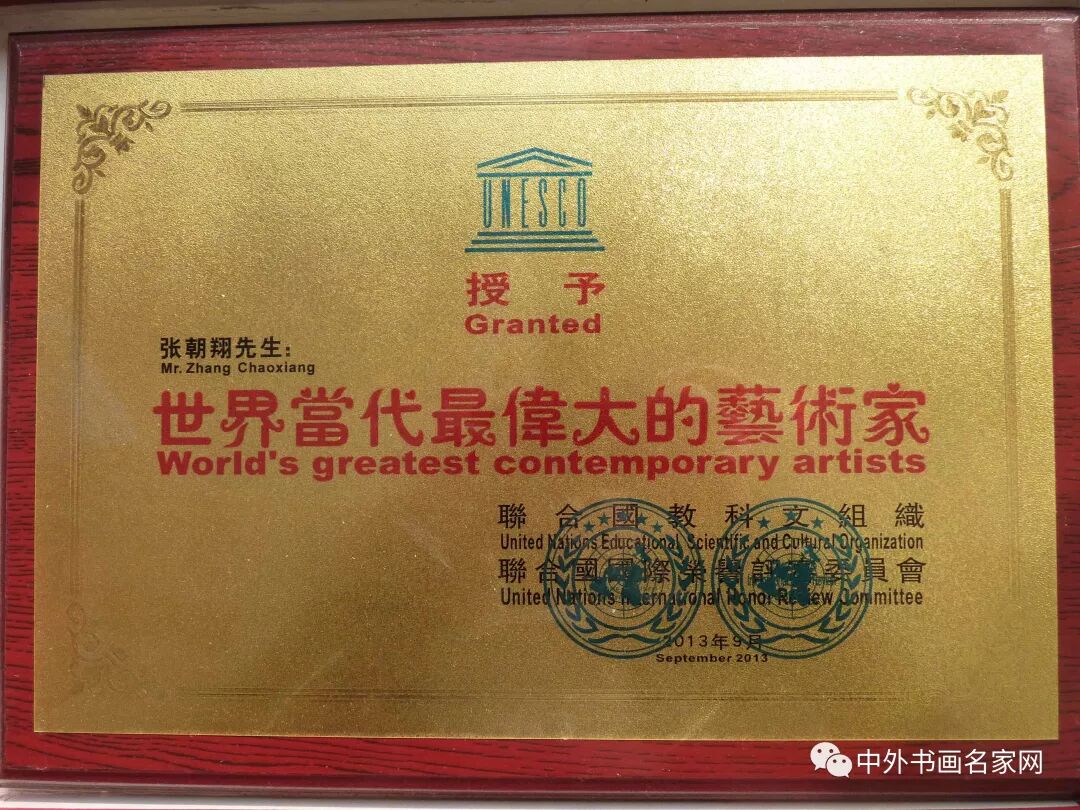 UNESCO
授 予
Granted
张朝翔先生：
Mr. Zhang Chaoxiang
世界當代最偉大的藝術家
World's greatest contemporary artists
聯合國教科文組織
United Nations Educational, Scientific and Cultural Organization
聯合國國際榮譽評審委員會
United Nations International Honor Review Committee
2013年9月
September 2013
中外书画名家网